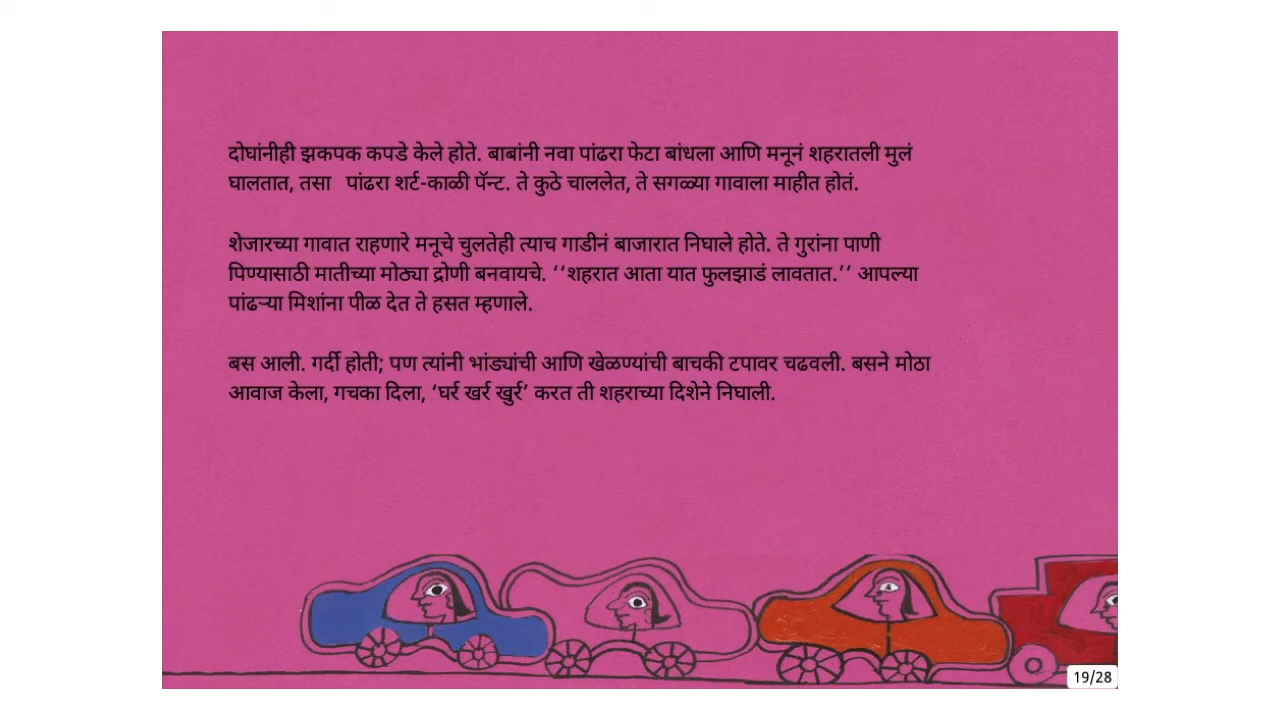 दोघांनीही झकपक कपडे केले होते. बाबांनी नवा पांढरा फेटा बांधला आणि मनूनं शहरातली मुलं
घालतात, तसा पांढरा शर्ट-काळी पॅन्ट. ते कुठे चाललेत, ते सगळ्या गावाला माहीत होतं.
शेजारच्या गावात राहणारे मनूचे चुलतेही त्याच गाडीनं बाजारात निघाले होते. ते गुरांना पाणी
पिण्यासाठी मातीच्या मोठ्या द्रोणी बनवायचे. ‘‘शहरात आता यात फुलझाडं लावतात.’’ आपल्या
पांढऱ्या मिशांना पीळ देत ते हसत म्हणाले.
बस आली. गर्दी होती; पण त्यांनी भांड्यांची आणि खेळण्यांची बाचकी टपावर चढवली. बसने मोठा
आवाज केला, गचका दिला, ‘घर्र खर्र खुर्र’ करत ती शहराच्या दिशेने निघाली.
19/28